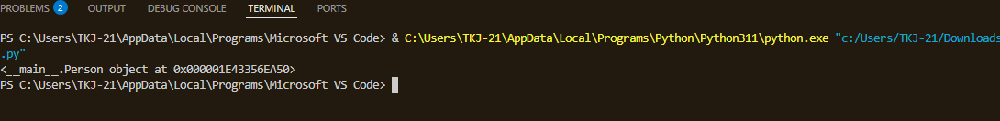 PROBLEMS 2 OUTPUT DEBUG CONSOLE TERMINAL PORTS
PS C:\Users\TKJ-21\AppData\Local\Programs\Microsoft VS Code> & C:\Users\TKJ-21\AppData\Local\Programs\Python\Python311\python.exe "c:/Users/TKJ-21/Downloads
.py"
<__main__.Person object at 0x000001E43356EA50>
PS C:\Users\TKJ-21\AppData\Local\Programs\Microsoft VS Code>